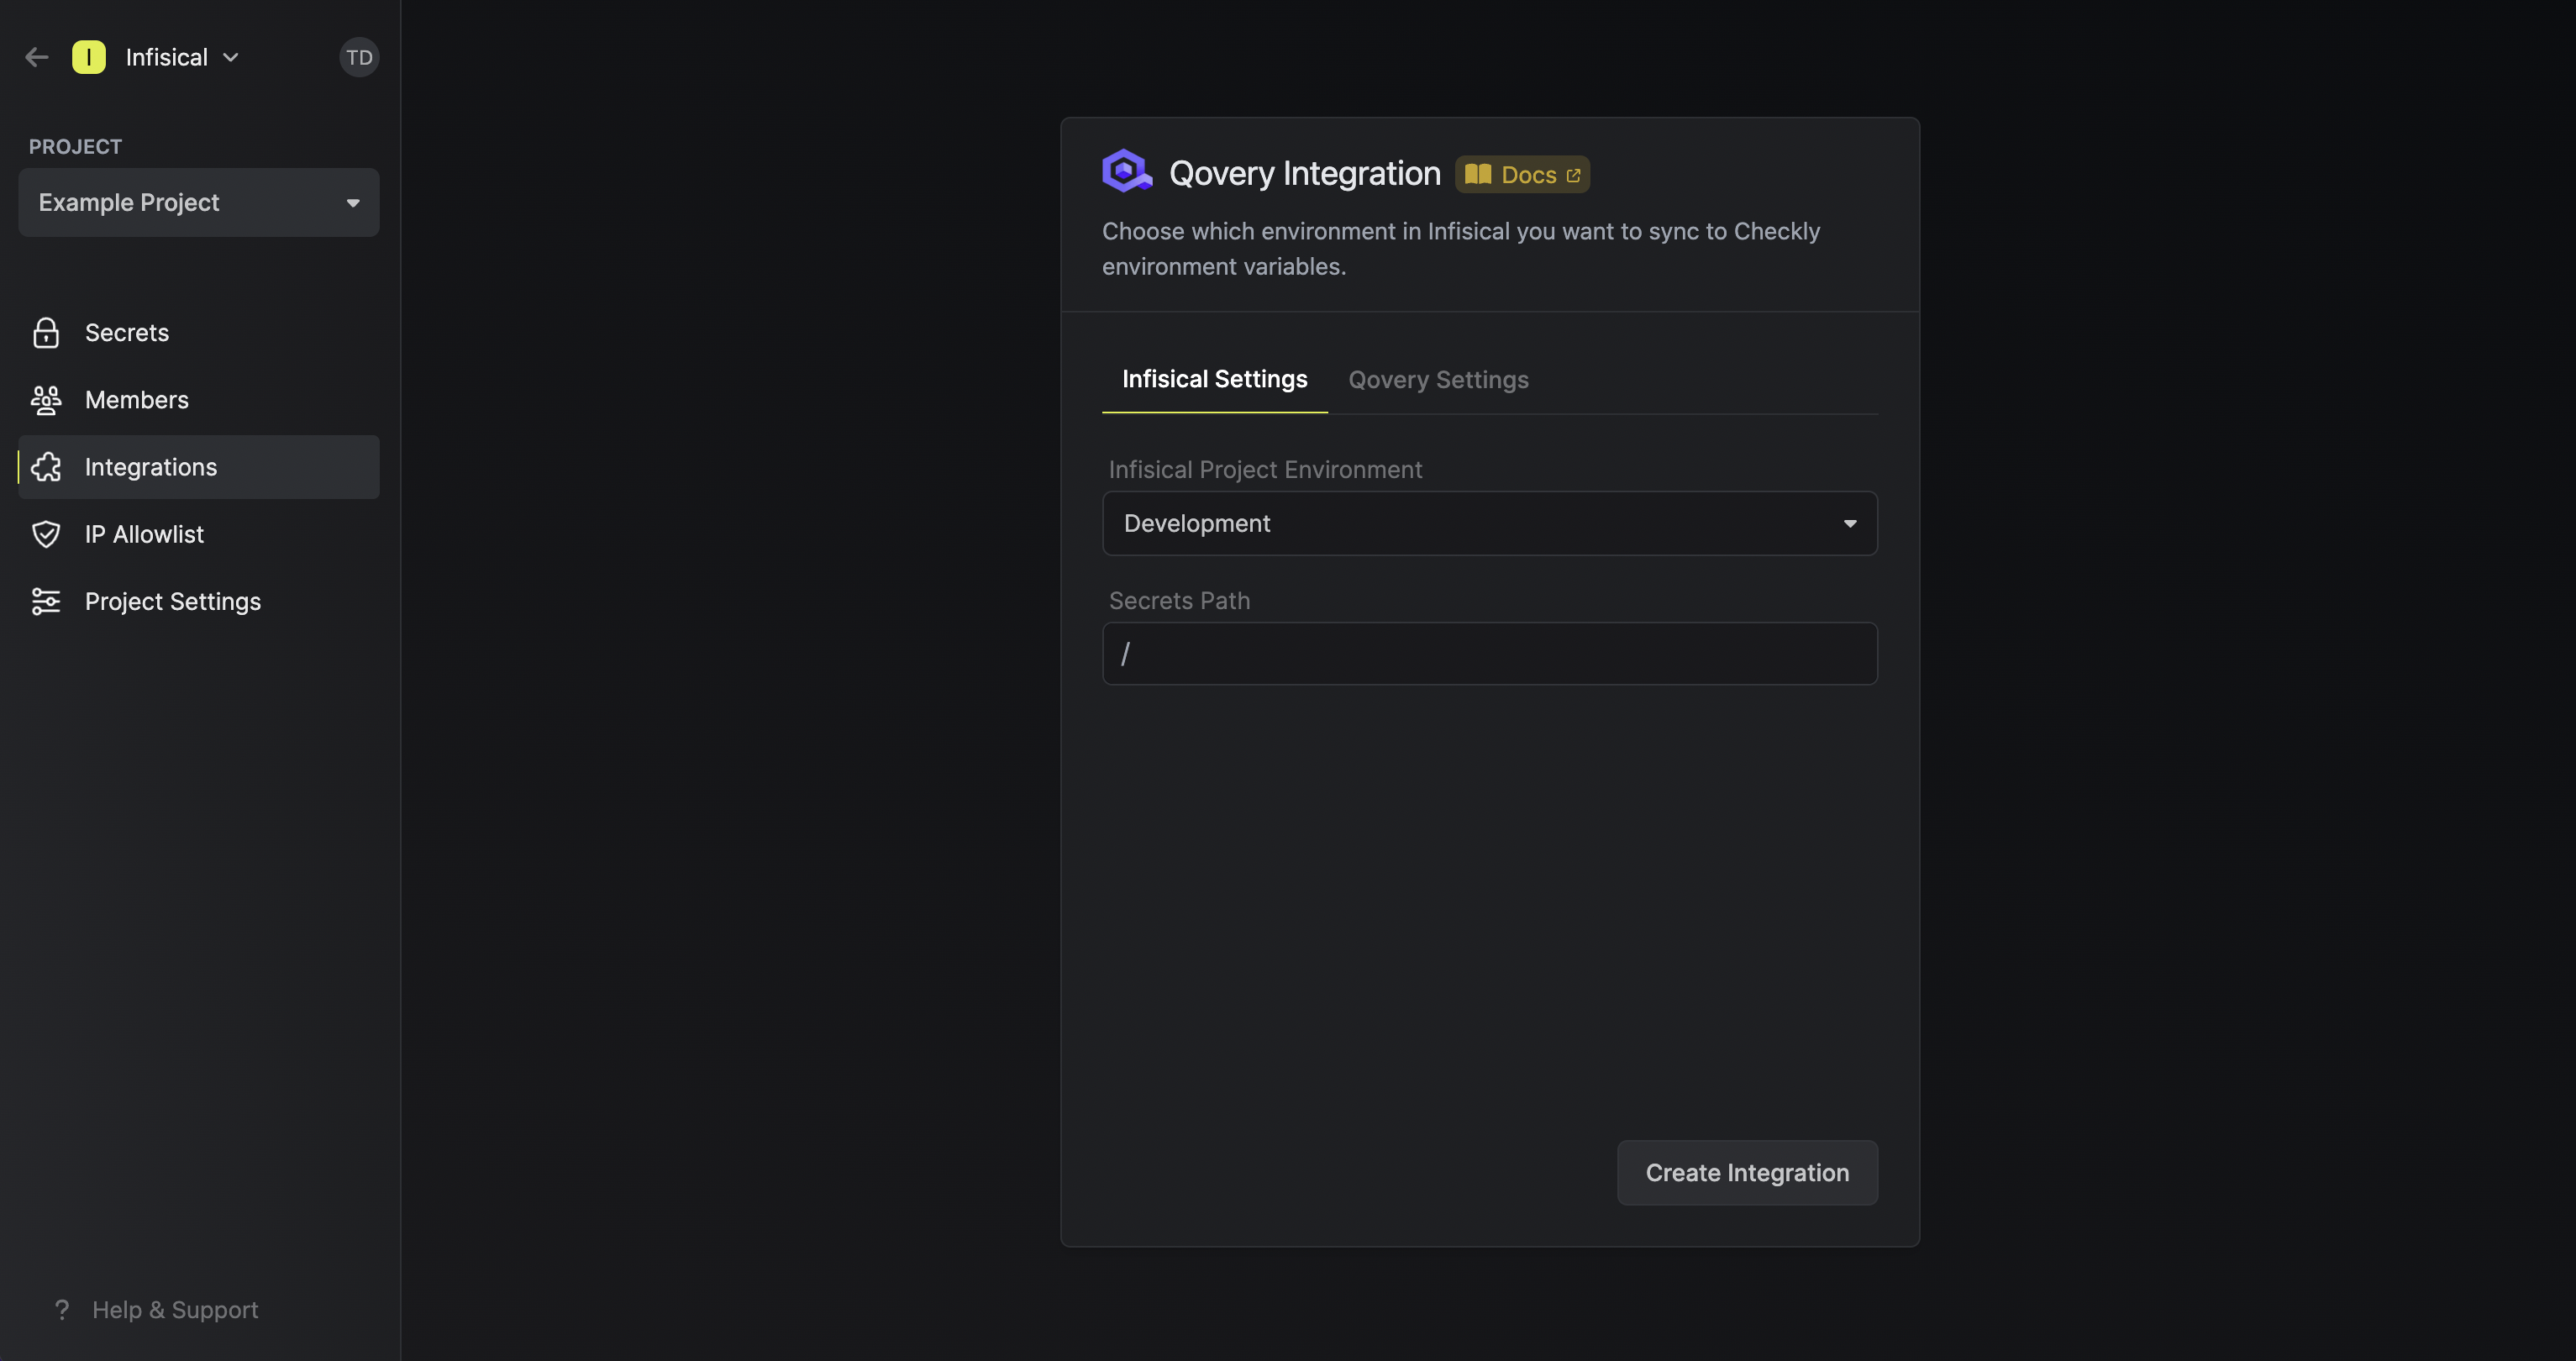 I Infisical
TD
PROJECT
Example Project
Secrets
Members
Integrations
IP Allowlist
Project Settings
? Help & Support
Qovery Integration Docs
Choose which environment in Infisical you want to sync to Checkly
environment variables.
Infisical Settings Qovery Settings
Infisical Project Environment
Development
Secrets Path
/
Create Integration